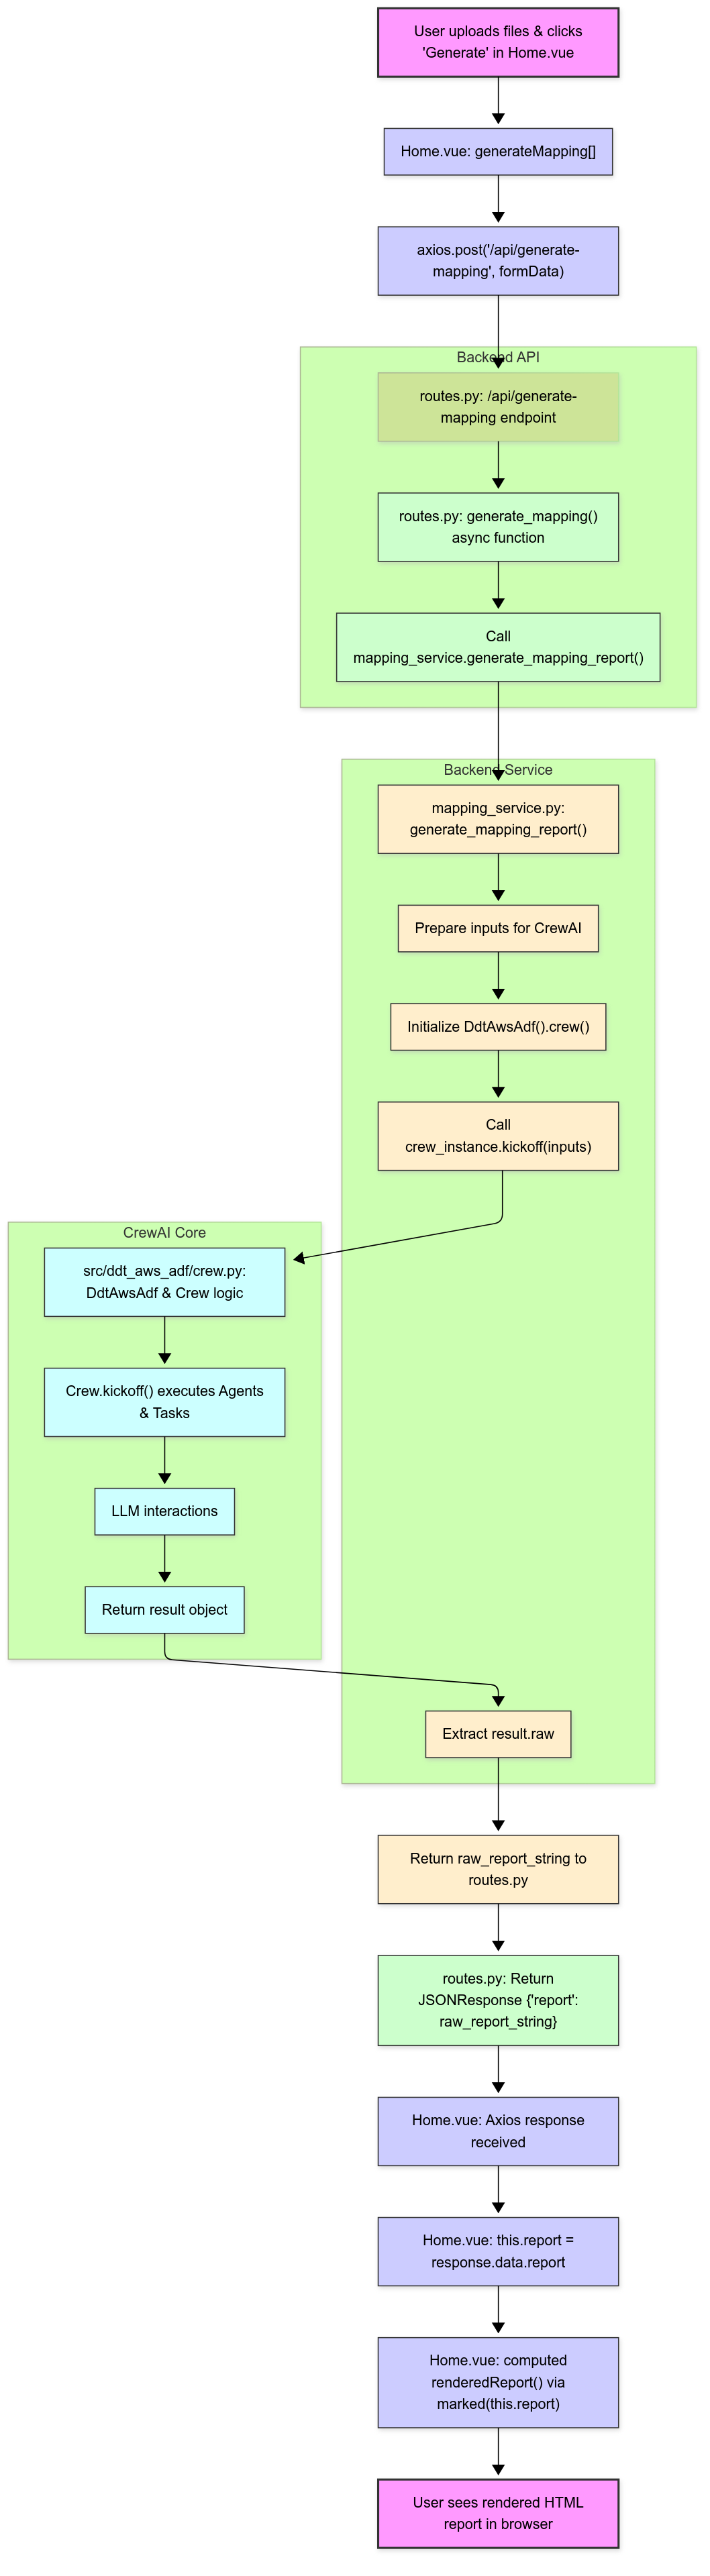 User uploads files & clicks
'Generate' in Home.vue
Home.vue: generateMapping[]
axios.post('/api/generate-
mapping', formData)
Backend API
routes.py: /api/generate-
mapping endpoint
routes.py: generate_mapping()
async function
Call
mapping_service.generate_mapping_report()
Backend Service
mapping_service.py:
generate_mapping_report()
Prepare inputs for CrewAI
Initialize DdtAwsAdf().crew()
Call
crew_instance.kickoff(inputs)
CrewAI Core
src/ddt_aws_adf/crew.py:
DdtAwsAdf & Crew logic
Crew.kickoff() executes Agents
& Tasks
LLM interactions
Return result object
Extract result.raw
Return raw_report_string to
routes.py
routes.py: Return
JSONResponse {'report':
raw_report_string}
Home.vue: Axios response
received
Home.vue: this.report =
response.data.report
Home.vue: computed
renderedReport() via
marked(this.report)
User sees rendered HTML
report in browser